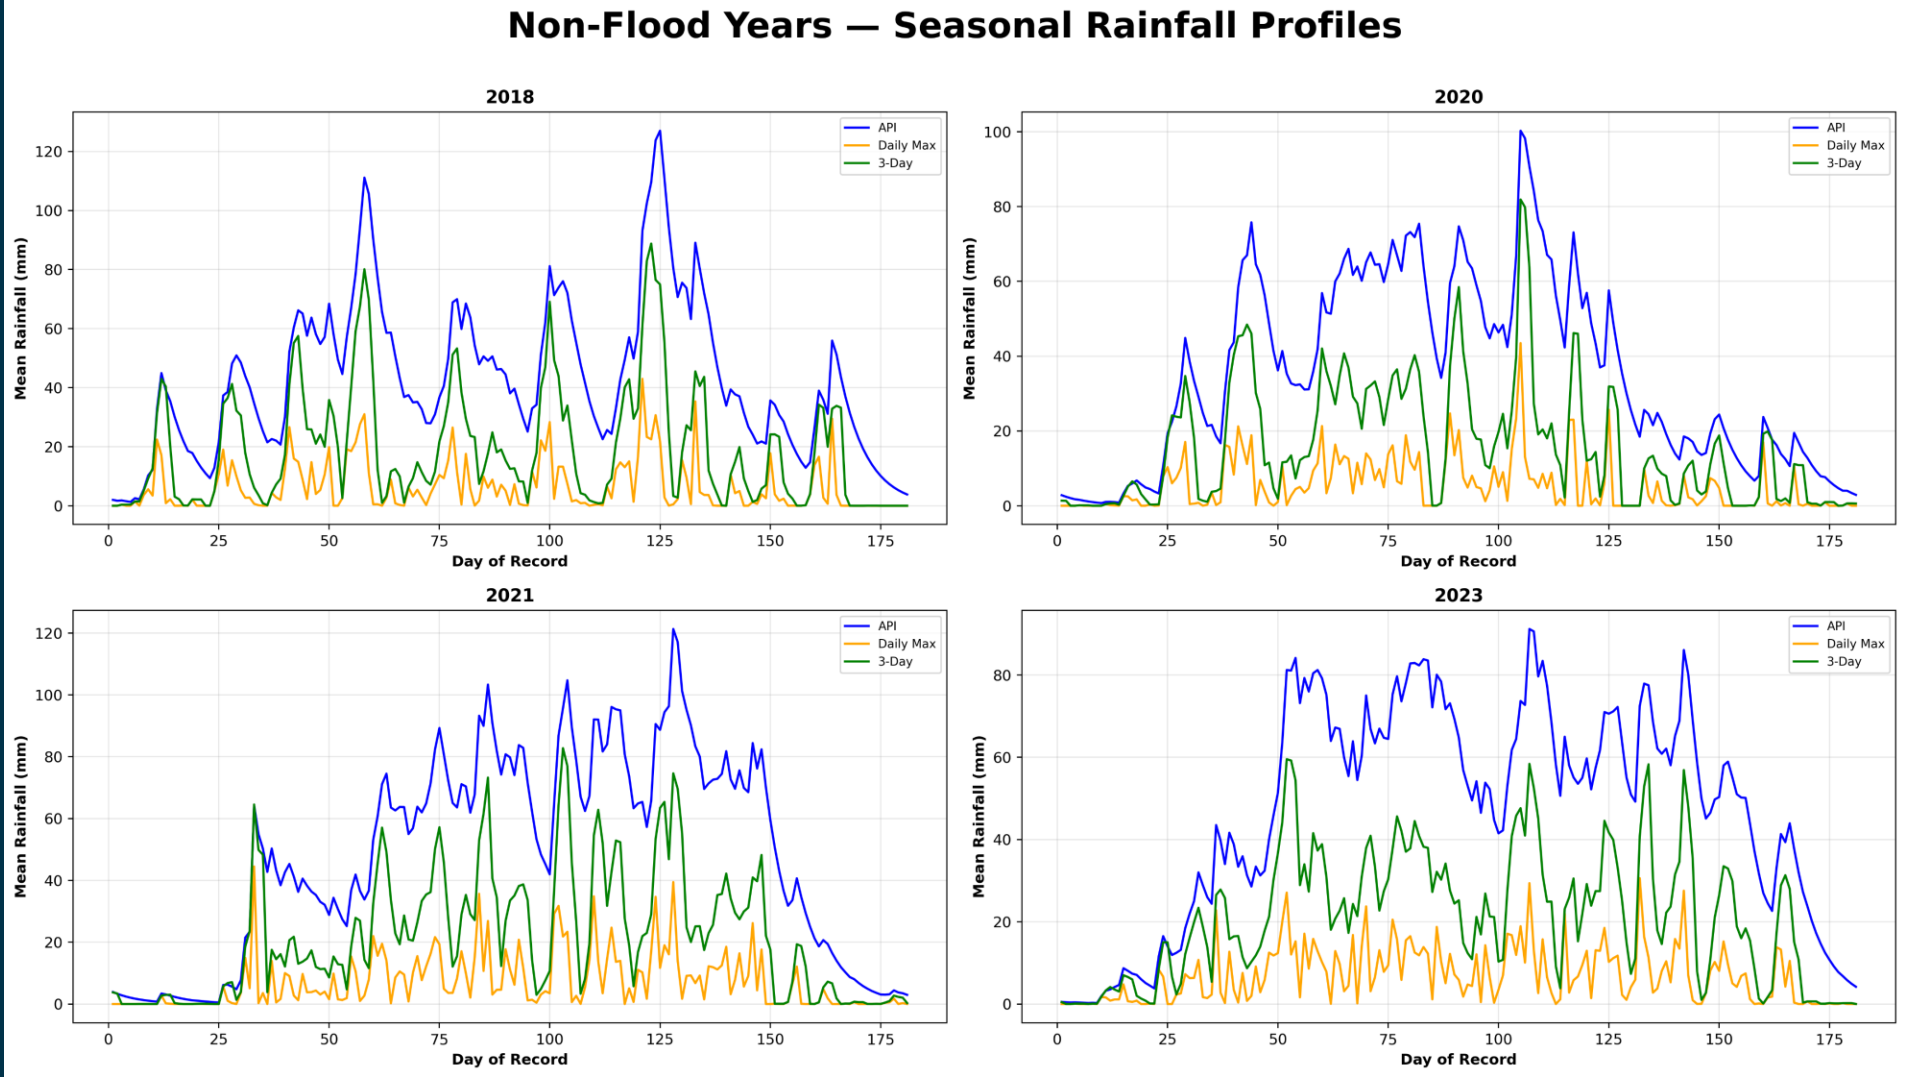 Non-Flood Years — Seasonal Rainfall Profiles
2018
API
Daily Max
3-Day
Mean Rainfall (mm)
120
100
80
60
40
20
0
0 25 50 75 100 125 150 175
Day of Record
2020
API
Daily Max
3-Day
Mean Rainfall (mm)
100
80
60
40
20
0
0 25 50 75 100 125 150 175
Day of Record
2021
API
Daily Max
3-Day
Mean Rainfall (mm)
120
100
80
60
40
20
0
0 25 50 75 100 125 150 175
Day of Record
2023
API
Daily Max
3-Day
Mean Rainfall (mm)
80
60
40
20
0
0 25 50 75 100 125 150 175
Day of Record